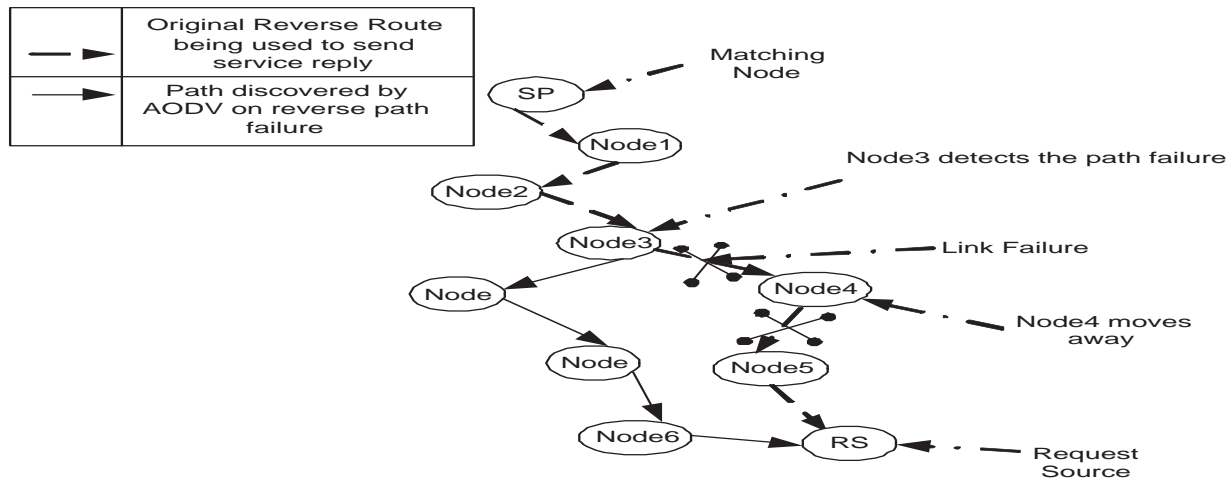 Original Reverse Route
being used to send
service reply
Path discovered by
AODV on reverse path
failure
Matching
Node
SP
Node1
Node3 detects the path failure
Node2
Node3
Link Failure
Node
Node4
Node4 moves
away
Node
Node5
Node6
RS
Request
Source